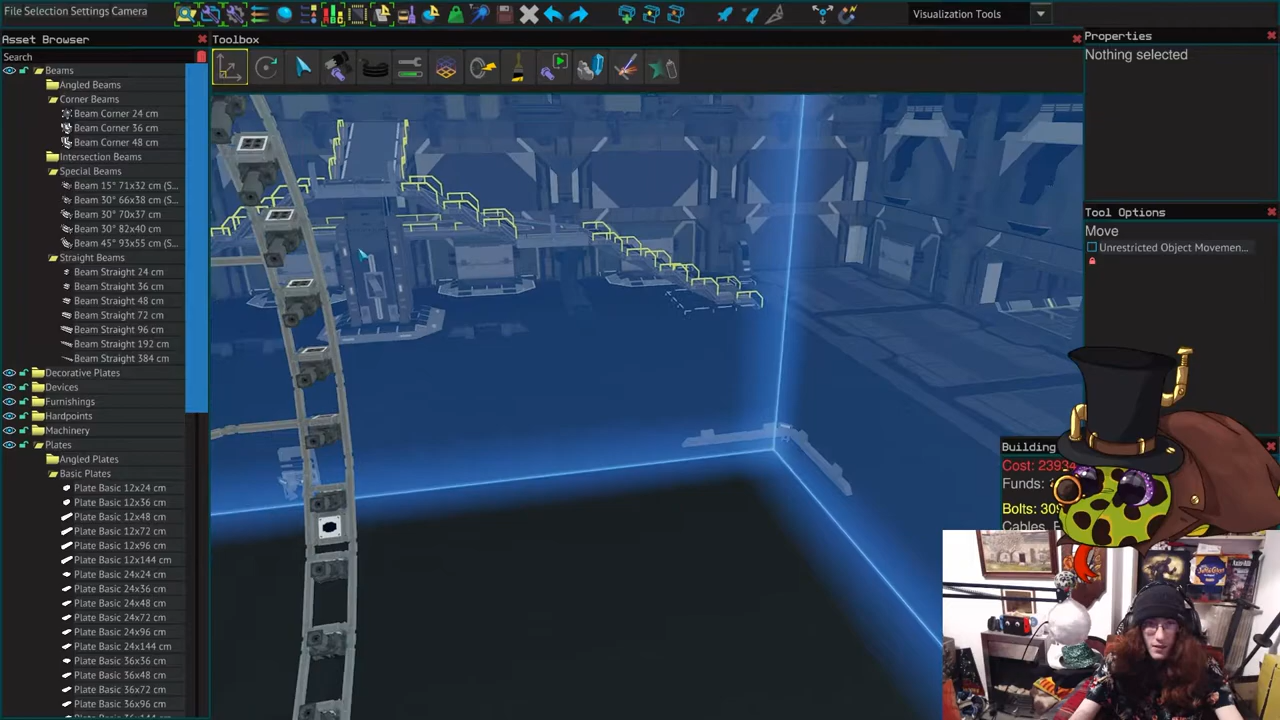 File Selection Settings Camera
Visualization Tools
Asset Browser
Search
Beams
Angled Beams
Corner Beams
Beam Corner 24 cm
Beam Corner 36 cm
Beam Corner 48 cm
Intersection Beams
Special Beams
Beam 15° 71x32 cm (S...
Beam 30° 66x38 cm (S...
Beam 30° 70x37 cm
Beam 30° 82x40 cm
Beam 45° 93x55 cm (S...
Straight Beams
Beam Straight 24 cm
Beam Straight 36 cm
Beam Straight 48 cm
Beam Straight 72 cm
Beam Straight 96 cm
Beam Straight 192 cm
Beam Straight 384 cm
Decorative Plates
Devices
Furnishings
Hardpoints
Machinery
Plates
Angled Plates
Basic Plates
Plate Basic 12x24 cm
Plate Basic 12x36 cm
Plate Basic 12x48 cm
Plate Basic 12x72 cm
Plate Basic 12x96 cm
Plate Basic 12x144 cm
Plate Basic 24x24 cm
Plate Basic 24x36 cm
Plate Basic 24x48 cm
Plate Basic 24x72 cm
Plate Basic 24x96 cm
Plate Basic 24x144 cm
Plate Basic 36x36 cm
Plate Basic 36x48 cm
Plate Basic 36x72 cm
Plate Basic 36x96 cm
Toolbox
Properties
Nothing selected
Tool Options
Move
Unrestricted Object Movemen...
Building
Cost: 23934
Funds:
Bolts: 309
Cables,